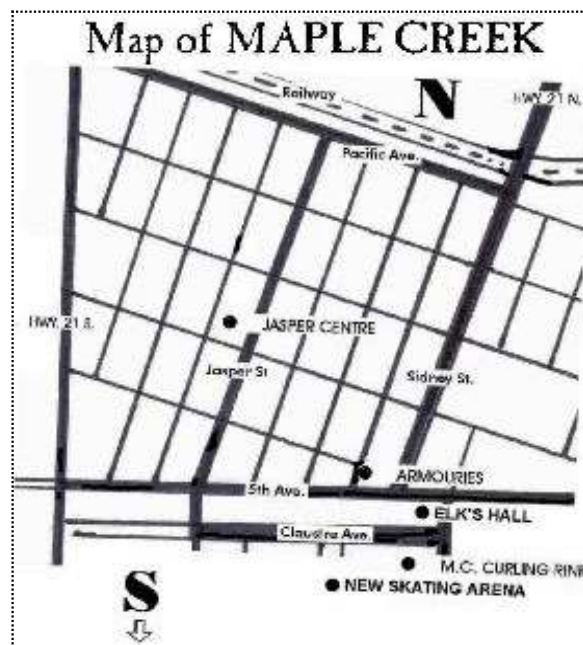 Map of MAPLE CREEK
N
Railway
HWY. 21 N.
Pacific Ave.
HWY. 21 S.
JASPER CENTRE
Jasper St
Sidney St.
ARMOURIES
5th Ave.
ELK'S HALL
Ave.
M.C. CURLING RINK
NEW SKATING ARENA
S